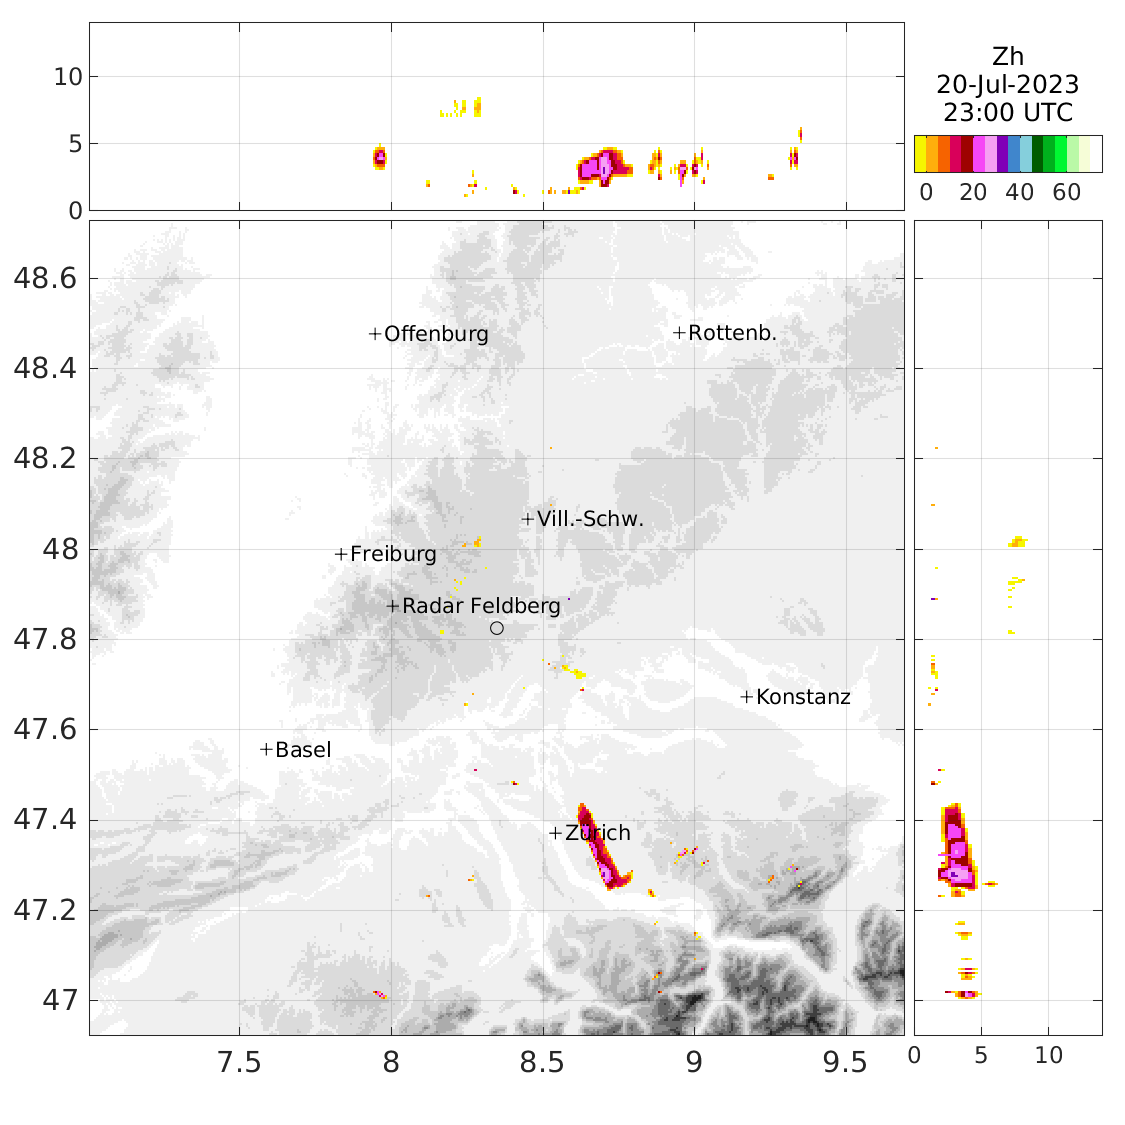 Zh
20-Jul-2023
23:00 UTC
0 20 40 60
10
5
0
48.6
48.4
48.2
48
47.8
47.6
47.4
47.2
47
Offenburg
Rottenb.
Vill.-Schw.
Freiburg
Radar Feldberg
Konstanz
Basel
Zürich
7.5 8 8.5 9 9.5
0 5 10